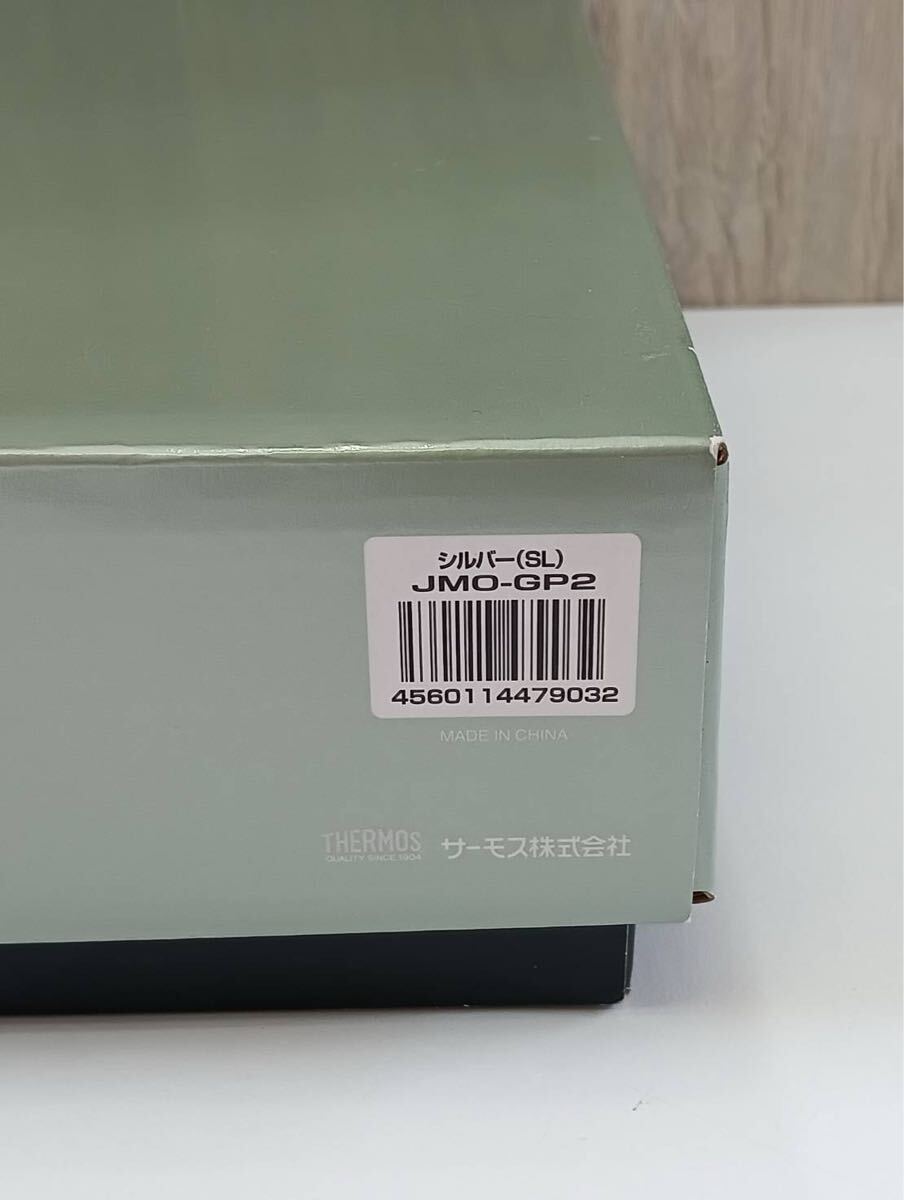 シルバー(SL)
JMO-GP2
4560114479032
MADE IN CHINA
THERMOS
QUALITY SINCE 1904
サーモス株式会社